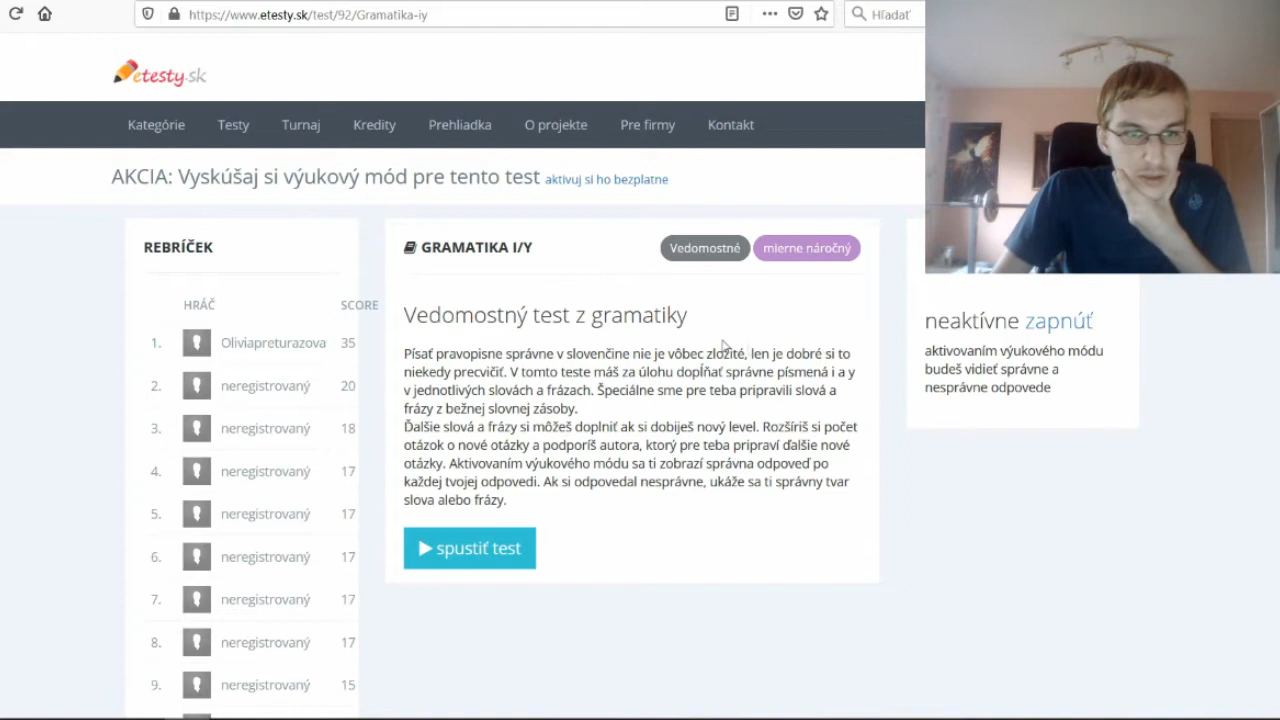 https://www.etesty.sk/test/92/Gramatika-iy
Hľadať
etesty.sk
Kategórie Testy Turnaj Kredity Prehliadka O projekte Pre firmy Kontakt
AKCIA: Vyskúšaj si výukový mód pre tento test aktivuj si ho bezplatne
REBRÍČEK
HRÁČ SCORE
1. Oliviapreturazova 35
2. neregistrovaný 20
3. neregistrovaný 18
4. neregistrovaný 17
5. neregistrovaný 17
6. neregistrovaný 17
7. neregistrovaný 17
8. neregistrovaný 17
9. neregistrovaný 15
GRAMATIKA I/Y Vedomostné mierne náročný
Vedomostný test z gramatiky
Písať pravopisne správne v slovenčine nie je vôbec zložité, len je dobré si to
niekedy precvičiť. V tomto teste máš za úlohu dopĺňať správne písmená i a y
v jednotlivých slovách a frázach. Špeciálne sme pre teba pripravili slová a
frázy z bežnej slovnej zásoby.
Ďalšie slová a frázy si môžeš doplniť ak si dobiješ nový level. Rozšíriš si počet
otázok o nové otázky a podporíš autora, ktorý pre teba pripraví ďalšie nové
otázky. Aktivovaním výukového módu sa ti zobrazí správna odpoveď po
každej tvojej odpovedi. Ak si odpovedal nesprávne, ukáže sa ti správny tvar
slova alebo frázy.
spustiť test
neaktívne zapnúť
aktivovaním výukového módu
budeš vidieť správne a
nesprávne odpovede